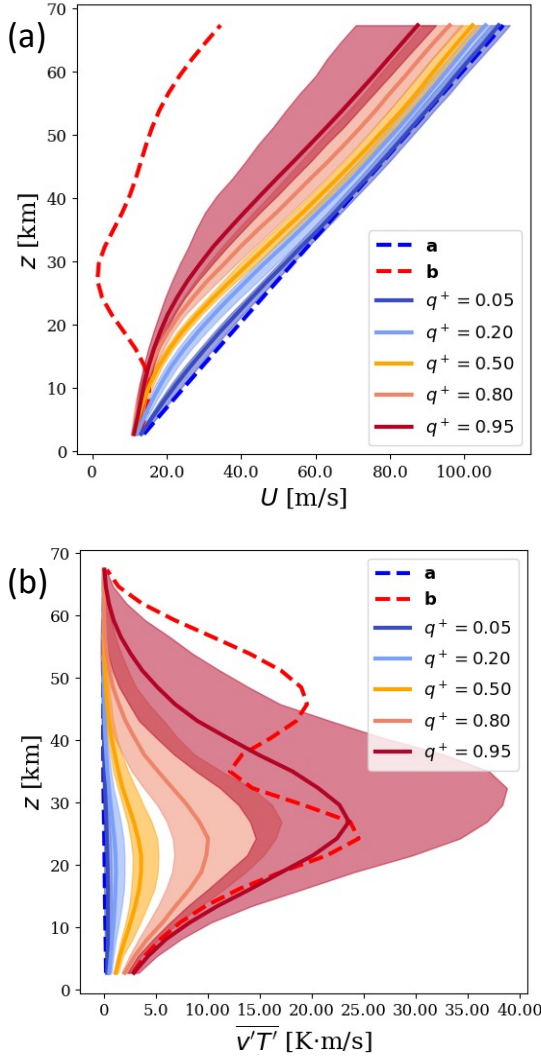 (a)
70
60
50
40
30
20
10
0
z [km]
a
b
q⁺ = 0.05
q⁺ = 0.20
q⁺ = 0.50
q⁺ = 0.80
q⁺ = 0.95
0 20.0 40.0 60.0 80.0 100.00
U [m/s]
(b)
70
60
50
40
30
20
10
0
z [km]
a
b
q⁺ = 0.05
q⁺ = 0.20
q⁺ = 0.50
q⁺ = 0.80
q⁺ = 0.95
0 5.00 10.00 15.00 20.00 25.00 30.00 35.00 40.00
v′T′ [K·m/s]